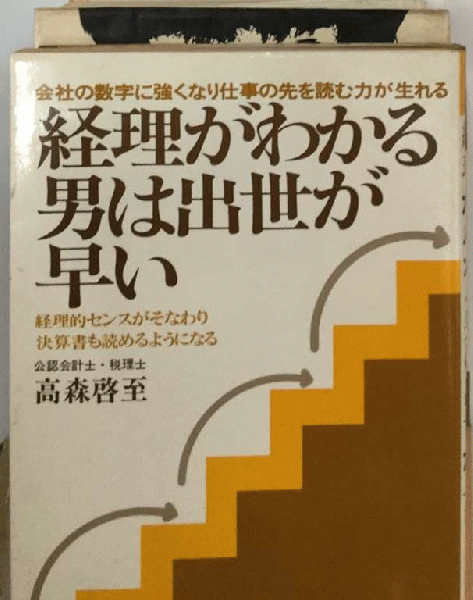 会社の数字に強くなり仕事の先を読む力が生れる
経理がわかる
男は出世が
早い
経理的センスがそなわり
決算書も読めるようになる
公認会計士・税理士
高森啓至